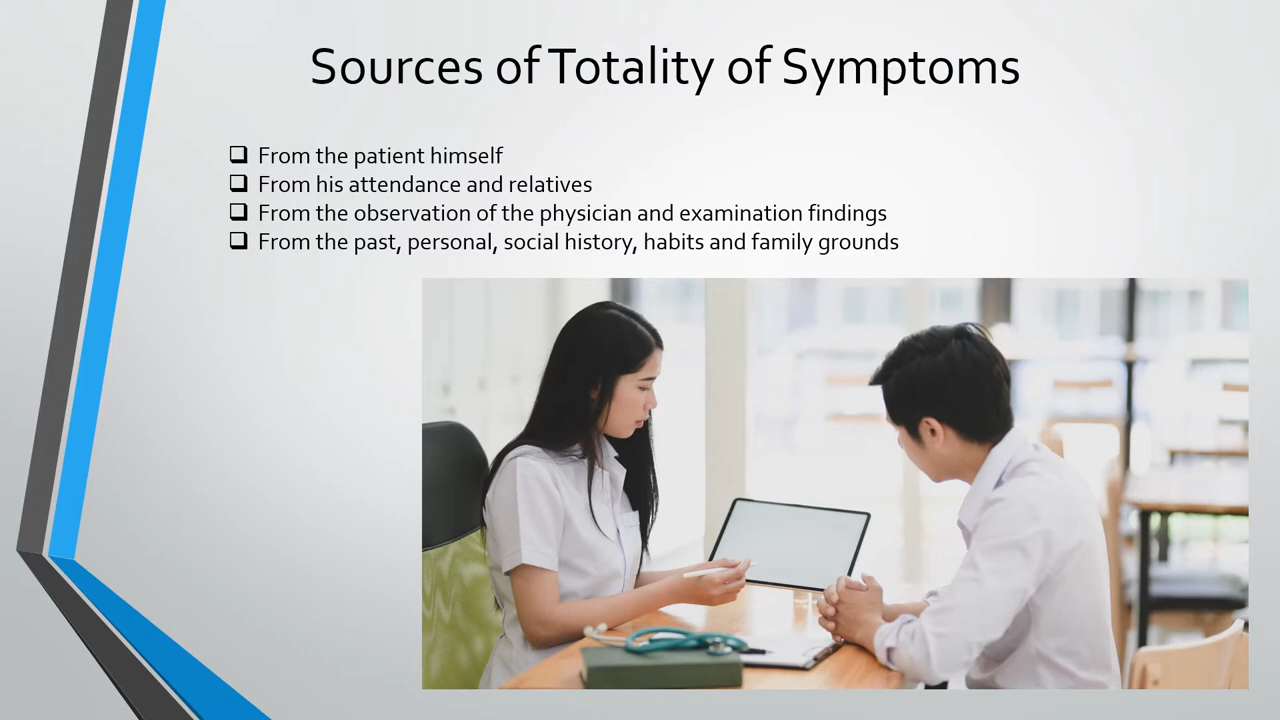 Sources of Totality of Symptoms
From the patient himself
From his attendance and relatives
From the observation of the physician and examination findings
From the past, personal, social history, habits and family grounds